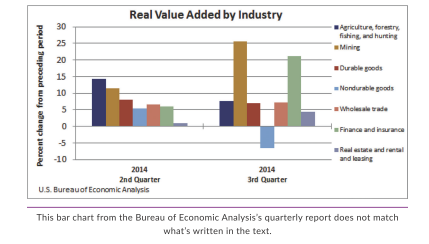 Real Value Added by Industry
Percent change from preceding period
30
25
20
15
10
5
0
-5
-10
2014
2nd Quarter
2014
3rd Quarter
Agriculture, forestry,
fishing, and hunting
Mining
Durable goods
Nondurable goods
Wholesale trade
Finance and insurance
Real estate and rental
and leasing
U.S. Bureau of Economic Analysis
This bar chart from the Bureau of Economic Analysis's quarterly report does not match
what's written in the text.